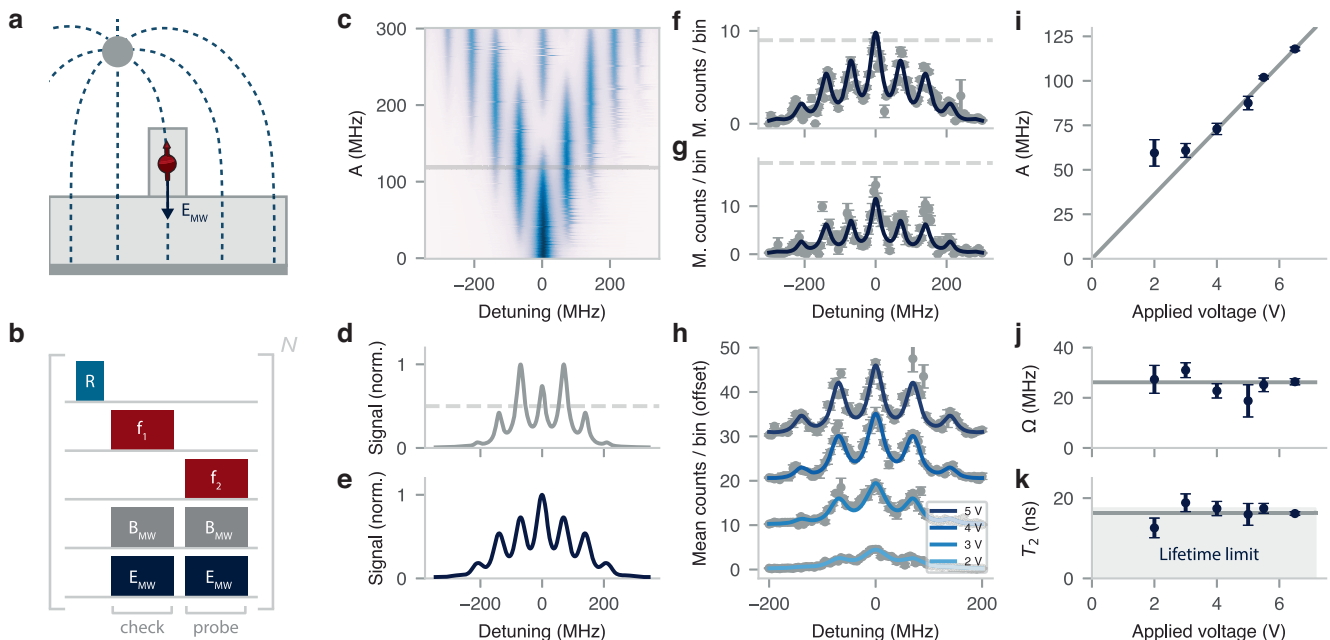 a
E_MW
b
N
R
f_1
f_2
B_MW B_MW
E_MW E_MW
check probe
c
A (MHz)
300
200
100
0
−200 0 200
Detuning (MHz)
d
Signal (norm.)
1
0
e
Signal (norm.)
1
0
−200 0 200
Detuning (MHz)
f
M. counts / bin
10
0
g
M. counts / bin
10
0
−200 0 200
Detuning (MHz)
h
Mean counts / bin (offset)
50
40
30
20
10
0
5 V
4 V
3 V
2 V
−200 0 200
Detuning (MHz)
i
A (MHz)
125
100
75
50
25
0
0 2 4 6
Applied voltage (V)
j
Ω (MHz)
40
20
0
k
T_2 (ns)
20
0
Lifetime limit
0 2 4 6
Applied voltage (V)